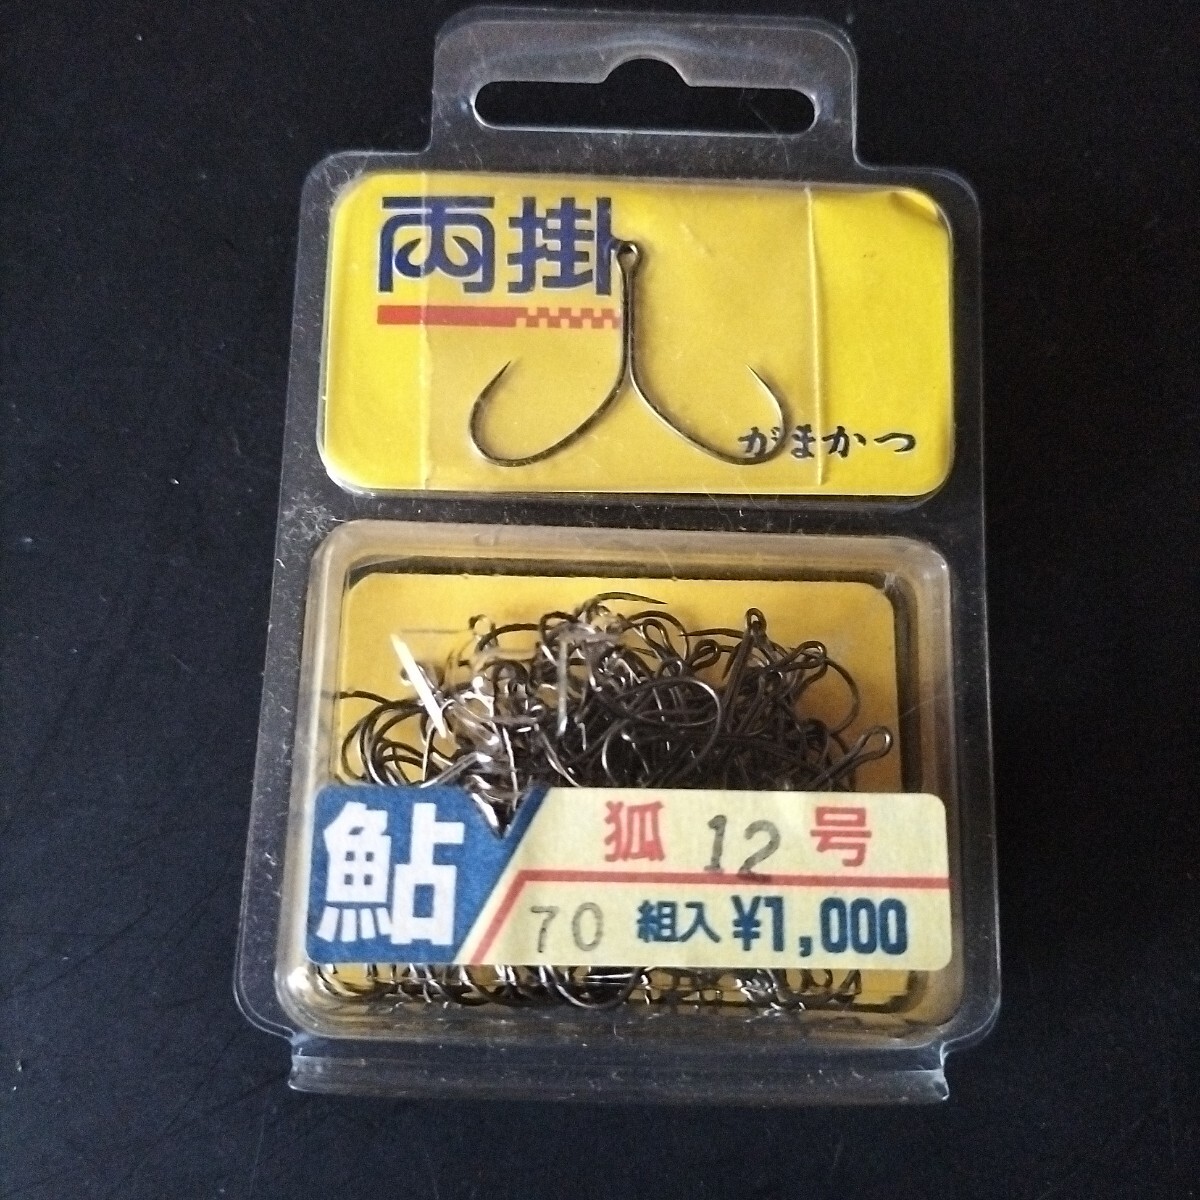 両掛
がまかつ
鮎
狐 12 号
70 組入 ¥1,000